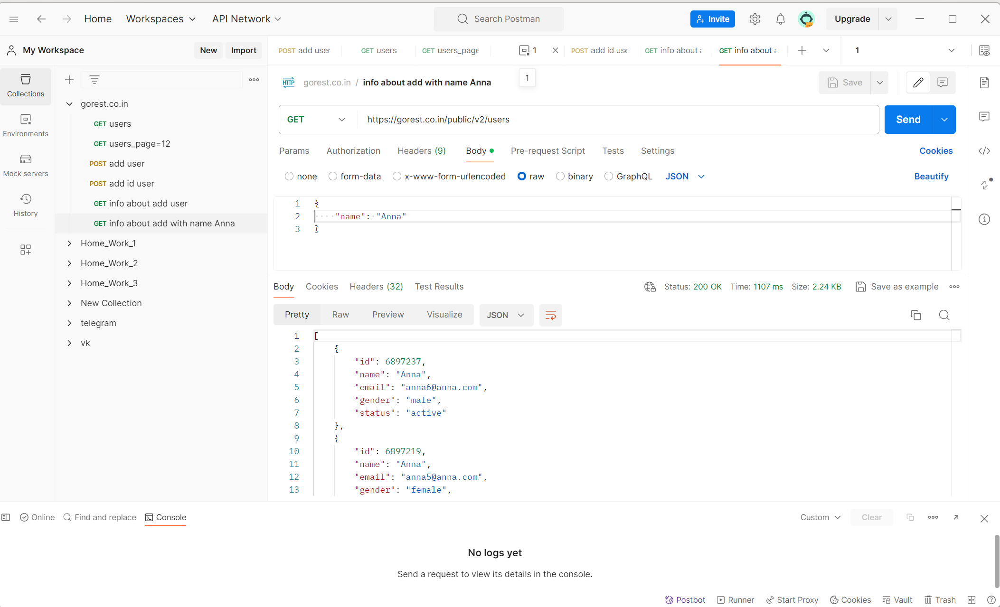 Home Workspaces API Network Search Postman Invite Upgrade
My Workspace New Import
POST add user GET users GET users_page 1 POST add id use GET info about GET info about 1
1
Collections
Environments
Mock servers
History
gorest.co.in
GET users
GET users_page=12
POST add user
POST add id user
GET info about add user
GET info about add with name Anna
Home_Work_1
Home_Work_2
Home_Work_3
New Collection
telegram
vk
HTTP gorest.co.in / info about add with name Anna Save
GET https://gorest.co.in/public/v2/users Send
Params Authorization Headers (9) Body Pre-request Script Tests Settings Cookies
none form-data x-www-form-urlencoded raw binary GraphQL JSON Beautify
1 {
2 "name": "Anna"
3 }
Body Cookies Headers (32) Test Results Status: 200 OK Time: 1107 ms Size: 2.24 KB Save as example
Pretty Raw Preview Visualize JSON
1 [
2 {
3 "id": 6897237,
4 "name": "Anna",
5 "email": "anna6@anna.com",
6 "gender": "male",
7 "status": "active"
8 },
9 {
10 "id": 6897219,
11 "name": "Anna",
12 "email": "anna5@anna.com",
13 "gender": "female",
Online Find and replace Console Custom Clear
No logs yet
Send a request to view its details in the console.
Postbot Runner Start Proxy Cookies Vault Trash